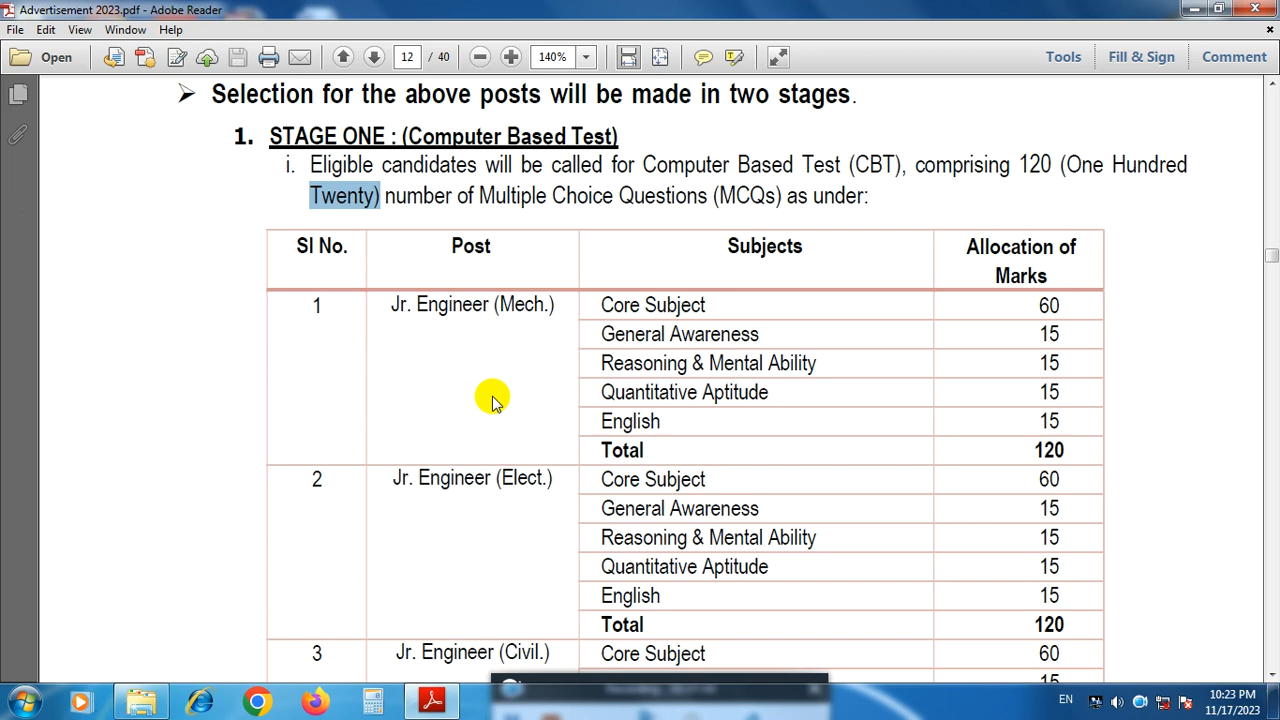 Advertisement 2023.pdf - Adobe Reader
File Edit View Window Help
Open 12 / 40 140% Tools Fill & Sign Comment
➢ Selection for the above posts will be made in two stages.
1. STAGE ONE : (Computer Based Test)
i. Eligible candidates will be called for Computer Based Test (CBT), comprising 120 (One Hundred
Twenty) number of Multiple Choice Questions (MCQs) as under:
Sl No. Post Subjects Allocation of
Marks
1 Jr. Engineer (Mech.) Core Subject 60
General Awareness 15
Reasoning & Mental Ability 15
Quantitative Aptitude 15
English 15
Total 120
2 Jr. Engineer (Elect.) Core Subject 60
General Awareness 15
Reasoning & Mental Ability 15
Quantitative Aptitude 15
English 15
Total 120
3 Jr. Engineer (Civil.) Core Subject 60
15
EN 10:23 PM
11/17/2023